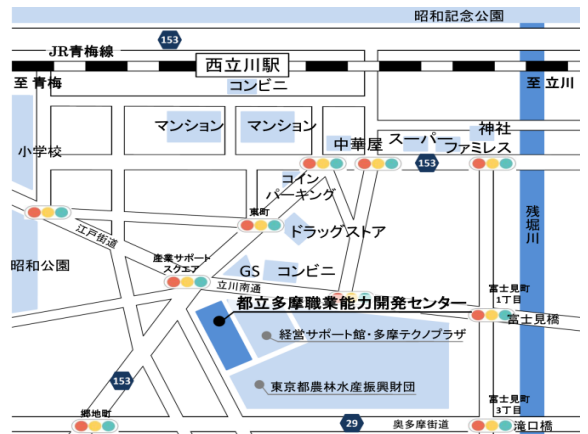 昭和記念公園
153
JR青梅線
西立川駅
至 青梅
至 立川
コンビニ
マンション
マンション
中華屋
スーパー
神社
ファミレス
小学校
153
コイン
パーキング
残堀川
東町
ドラッグストア
江戸街道
昭和公園
産業サポート
スクエア
GS
コンビニ
立川南通
富士見町
1丁目
富士見橋
都立多摩職業能力開発センター
経営サポート館・多摩テクノプラザ
153
東京都農林水産振興財団
郷地町
29
奥多摩街道
富士見町
3丁目
滝口橋